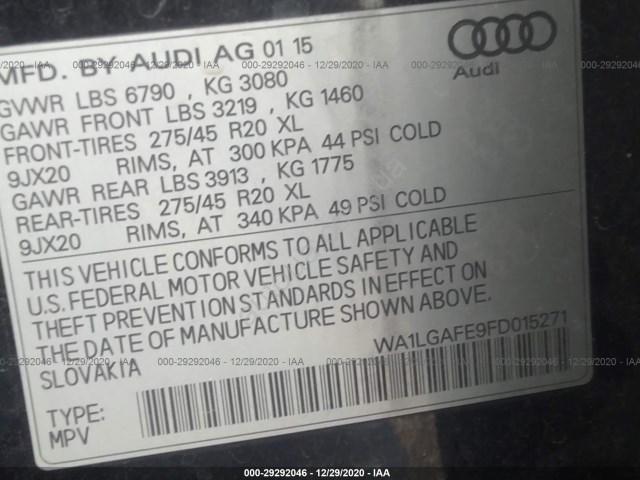 MFD. BY AUDI AG 01 15
Audi
GVWR LBS 6790 , KG 3080
GAWR FRONT LBS 3219 , KG 1460
FRONT-TIRES 275/45 R20 XL
9JX20 RIMS, AT 300 KPA 44 PSI COLD
GAWR REAR LBS 3913 , KG 1775
REAR-TIRES 275/45 R20 XL
9JX20 RIMS, AT 340 KPA 49 PSI COLD
THIS VEHICLE CONFORMS TO ALL APPLICABLE
U.S. FEDERAL MOTOR VEHICLE SAFETY AND
THEFT PREVENTION STANDARDS IN EFFECT ON
THE DATE OF MANUFACTURE SHOWN ABOVE.
SLOVAKIA
WA1LGAFE9FD015271
TYPE:
MPV
000-29292046 - 12/29/2020 - IAA